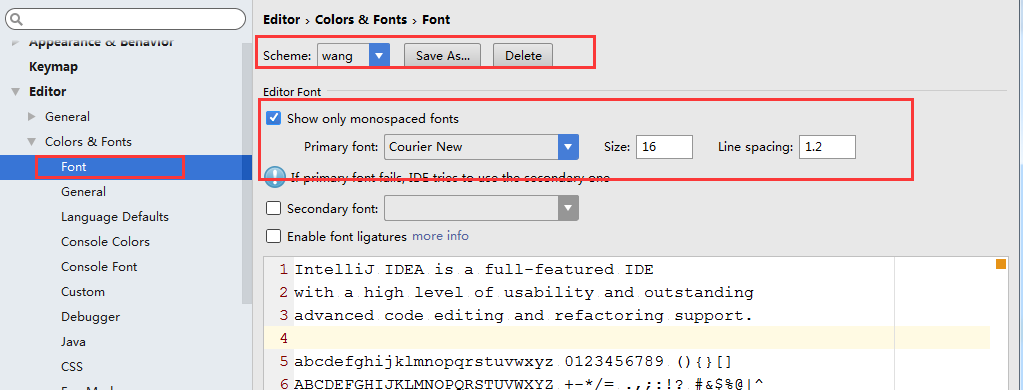 Appearance & Behavior
Keymap
Editor
General
Colors & Fonts
Font
General
Language Defaults
Console Colors
Console Font
Custom
Debugger
Java
CSS
Editor › Colors & Fonts › Font
Scheme: wang Save As... Delete
Editor Font
Show only monospaced fonts
Primary font: Courier New Size: 16 Line spacing: 1.2
If primary font fails, IDE tries to use the secondary one
Secondary font:
Enable font ligatures more info
1 IntelliJ IDEA is a full-featured IDE
2 with a high level of usability and outstanding
3 advanced code editing and refactoring support.
4
5 abcdefghijklmnopqrstuvwxyz 0123456789 (){}[]
6 ABCDEFGHIJKLMNOPQRSTUVWXYZ +-*/= .,;:!? #&$%@|^